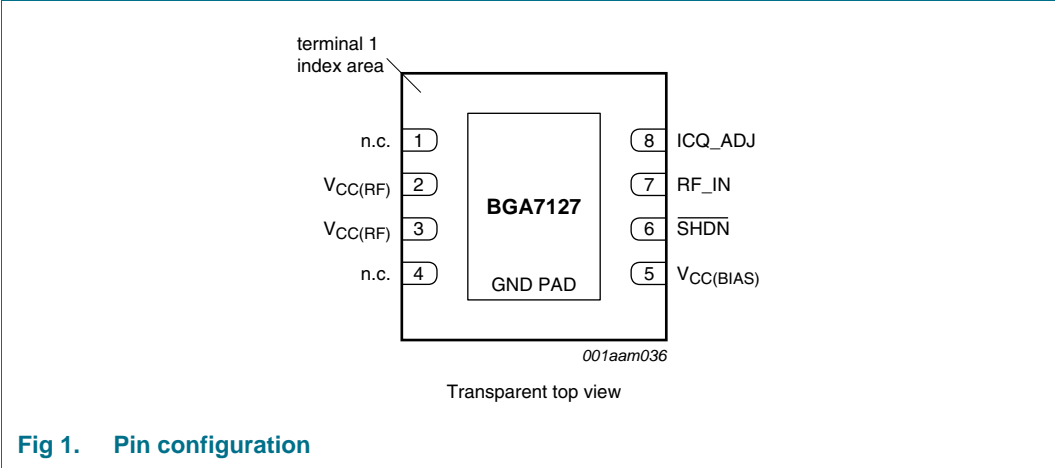 terminal 1
index area
n.c. 1
VCC(RF) 2
VCC(RF) 3
n.c. 4
BGA7127
GND PAD
8 ICQ_ADJ
7 RF_IN
6 S̅H̅D̅N̅
5 VCC(BIAS)
001aam036
Transparent top view
Fig 1. Pin configuration